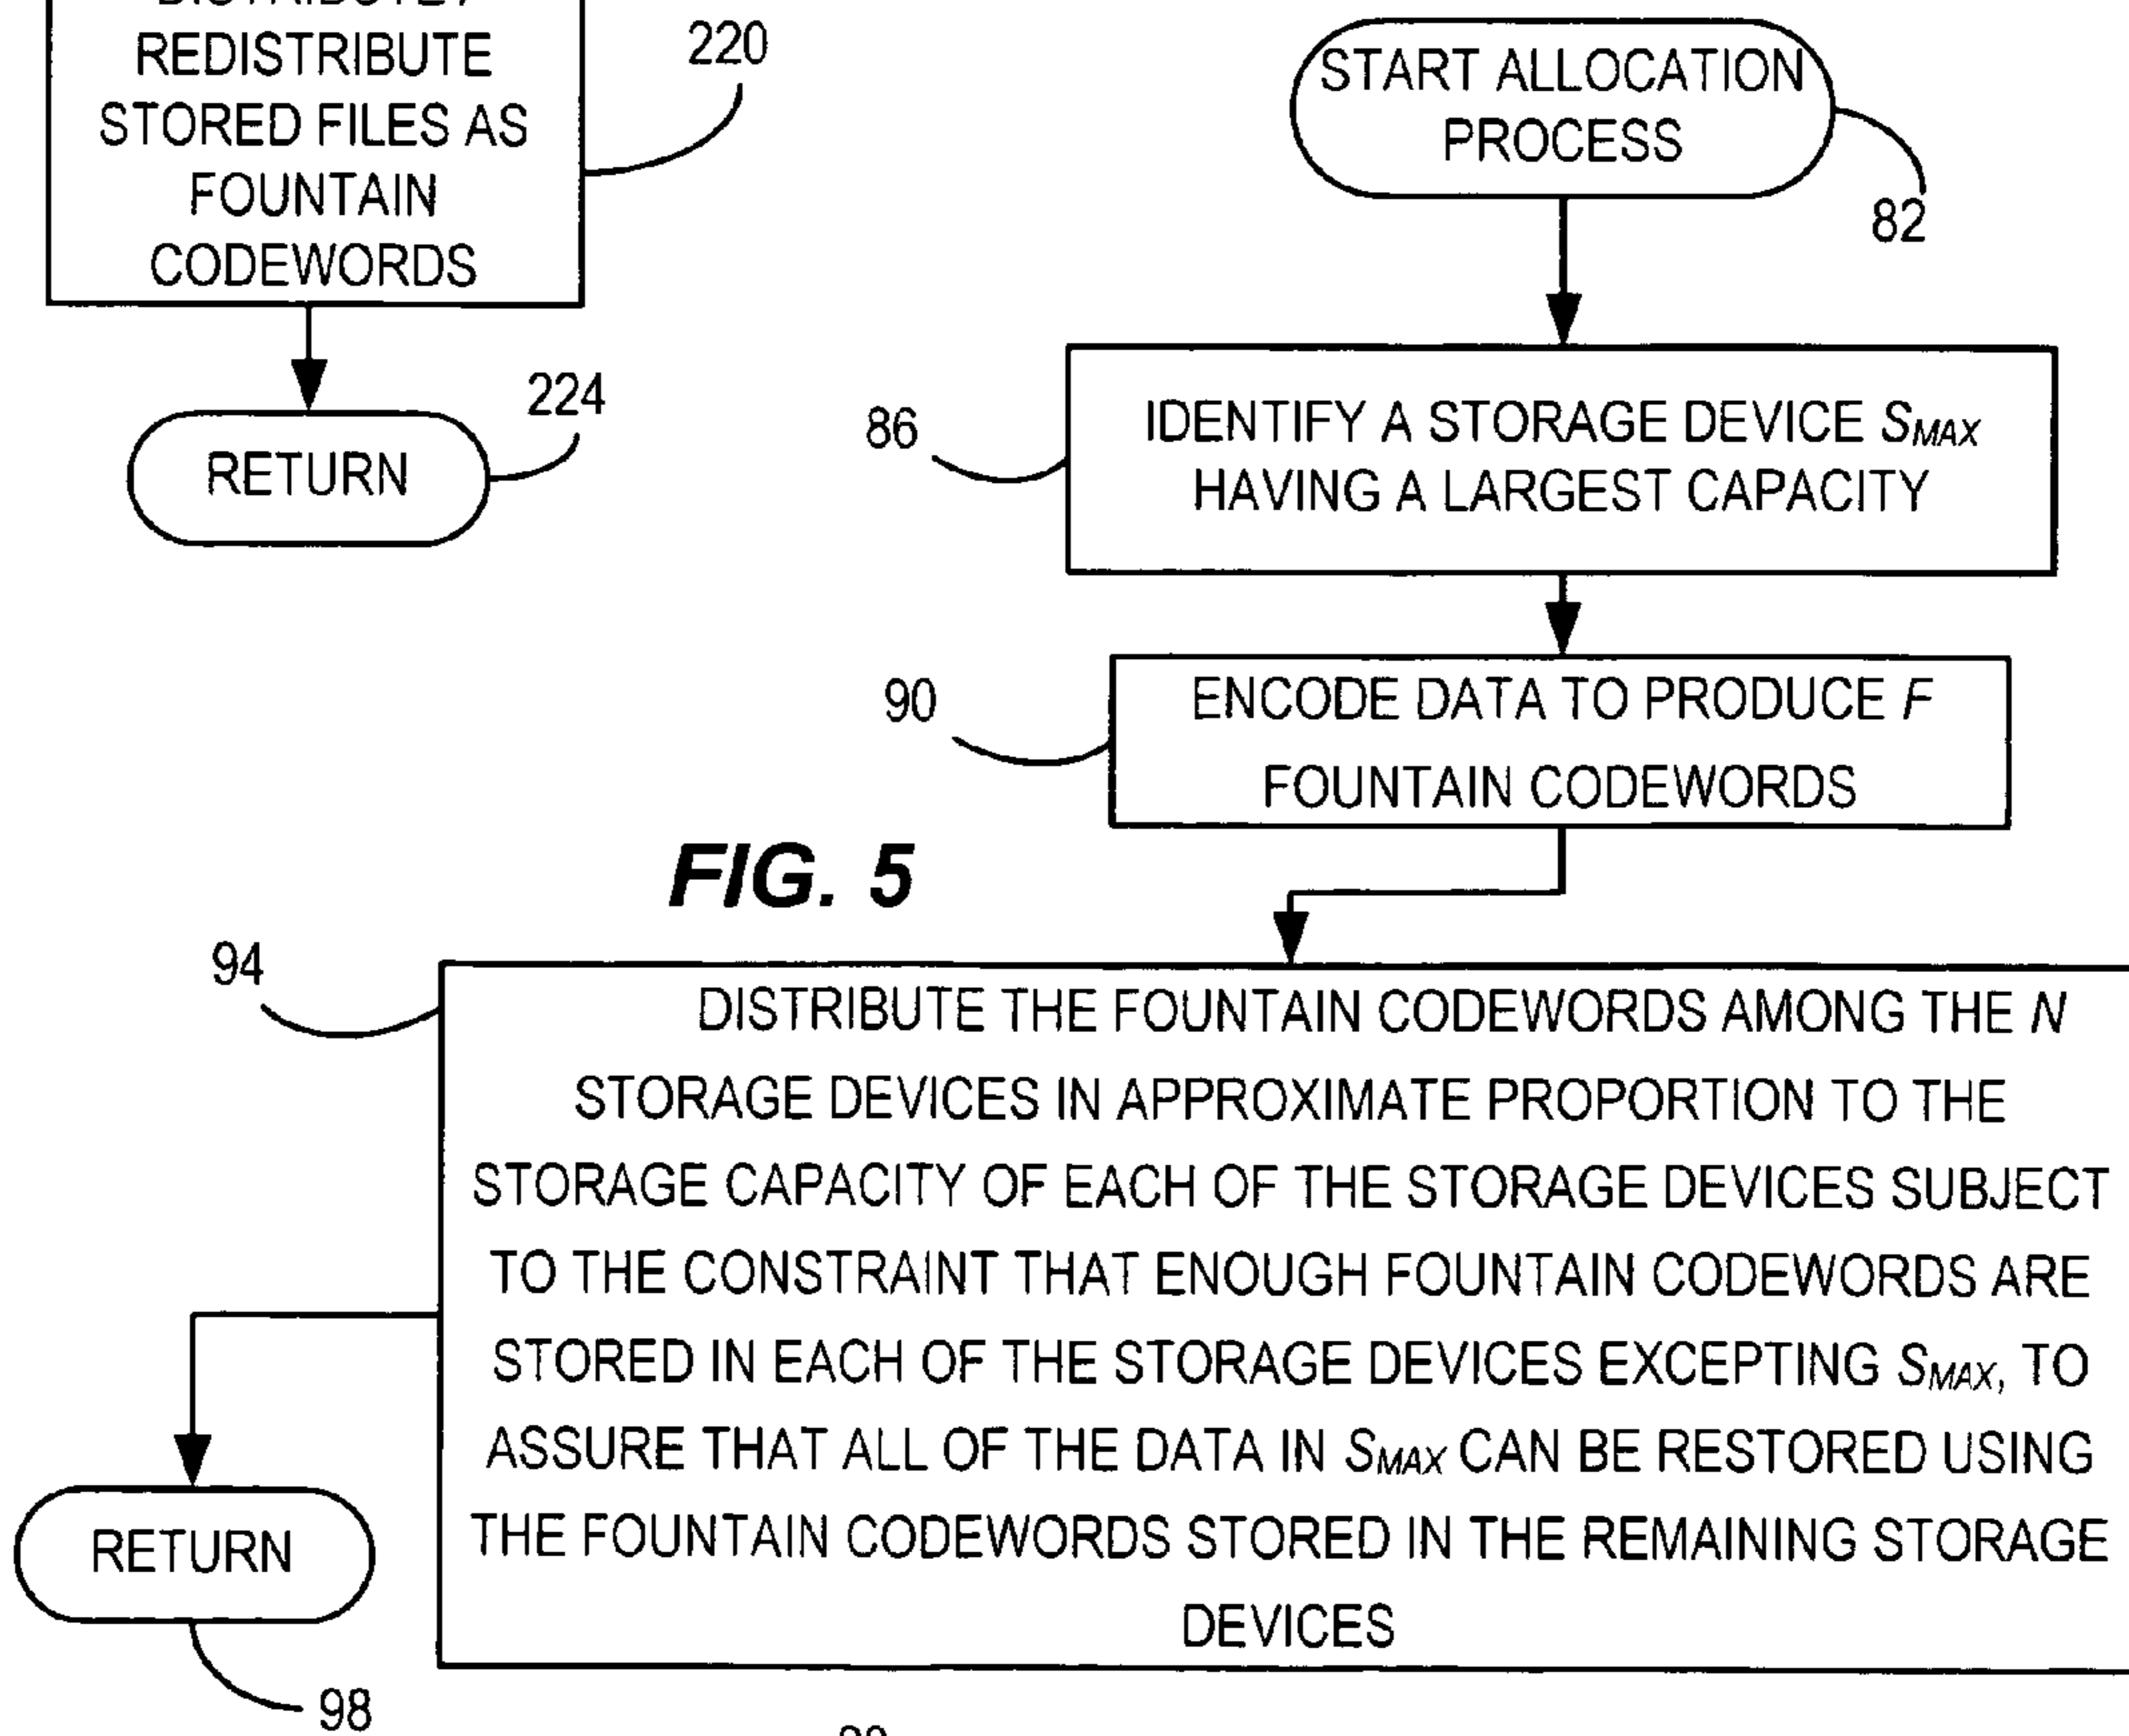 REDISTRIBUTE
STORED FILES AS
FOUNTAIN
CODEWORDS
220
RETURN
224
START ALLOCATION
PROCESS
82
IDENTIFY A STORAGE DEVICE SMAX
HAVING A LARGEST CAPACITY
86
ENCODE DATA TO PRODUCE F
FOUNTAIN CODEWORDS
90
FIG. 5
94
DISTRIBUTE THE FOUNTAIN CODEWORDS AMONG THE N
STORAGE DEVICES IN APPROXIMATE PROPORTION TO THE
STORAGE CAPACITY OF EACH OF THE STORAGE DEVICES SUBJECT
TO THE CONSTRAINT THAT ENOUGH FOUNTAIN CODEWORDS ARE
STORED IN EACH OF THE STORAGE DEVICES EXCEPTING SMAX, TO
ASSURE THAT ALL OF THE DATA IN SMAX CAN BE RESTORED USING
THE FOUNTAIN CODEWORDS STORED IN THE REMAINING STORAGE
DEVICES
RETURN
98